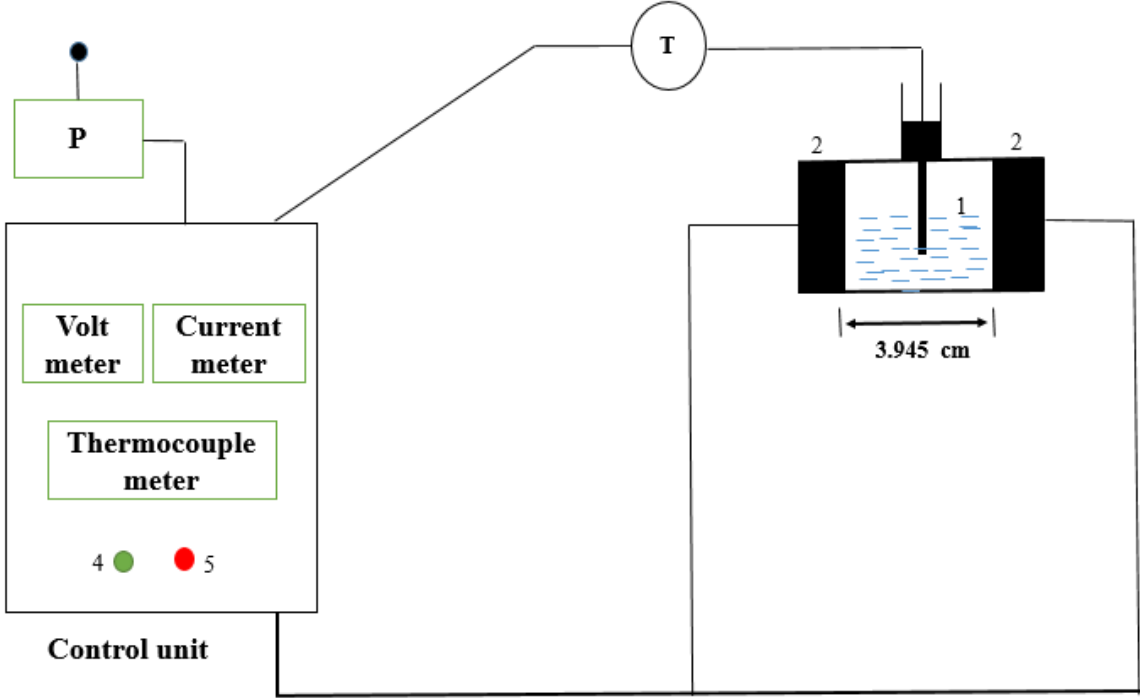 T
P
2
2
1
3.945 cm
Volt
meter
Current
meter
Thermocouple
meter
4
5
Control unit